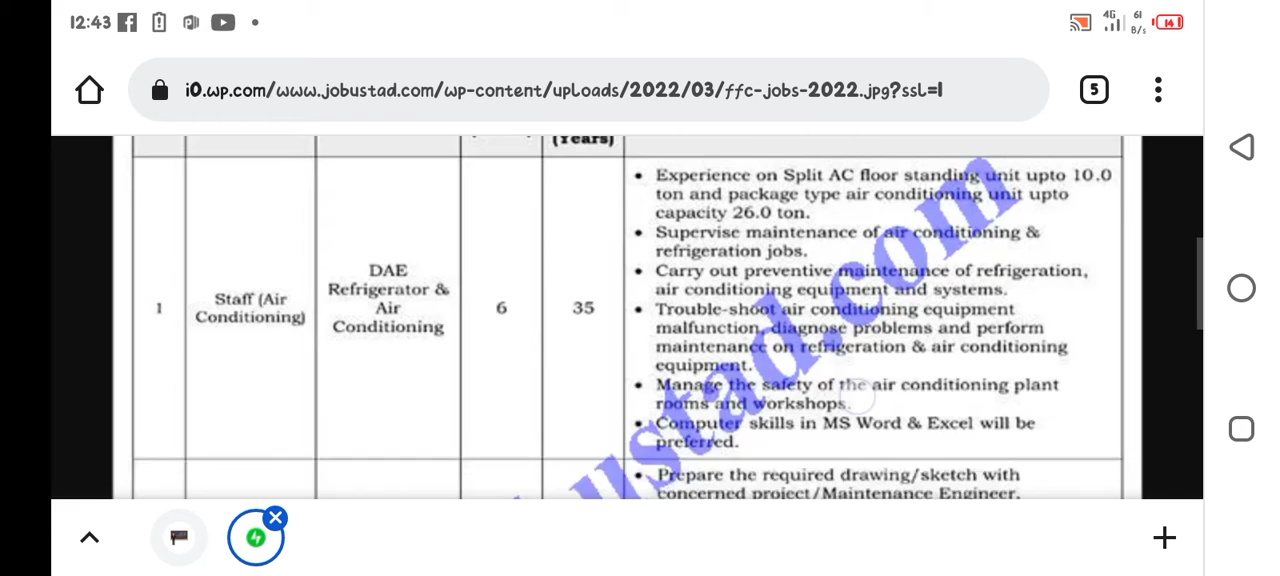 12:43
4G
61
B/s
14
i0.wp.com/www.jobustad.com/wp-content/uploads/2022/03/ffc-jobs-2022.jpg?ssl=1
5
(Years)
1
Staff (Air
Conditioning)
DAE
Refrigerator &
Air
Conditioning
6
35
• Experience on Split AC floor standing unit upto 10.0
ton and package type air conditioning unit upto
capacity 26.0 ton.
• Supervise maintenance of air conditioning &
refrigeration jobs.
• Carry out preventive maintenance of refrigeration,
air conditioning equipment and systems.
• Trouble-shoot air conditioning equipment
malfunction, diagnose problems and perform
maintenance on refrigeration & air conditioning
equipment.
• Manage the safety of the air conditioning plant
rooms and workshops.
• Computer skills in MS Word & Excel will be
preferred.
• Prepare the required drawing/sketch with
concerned project/Maintenance Engineer.
ustad.com